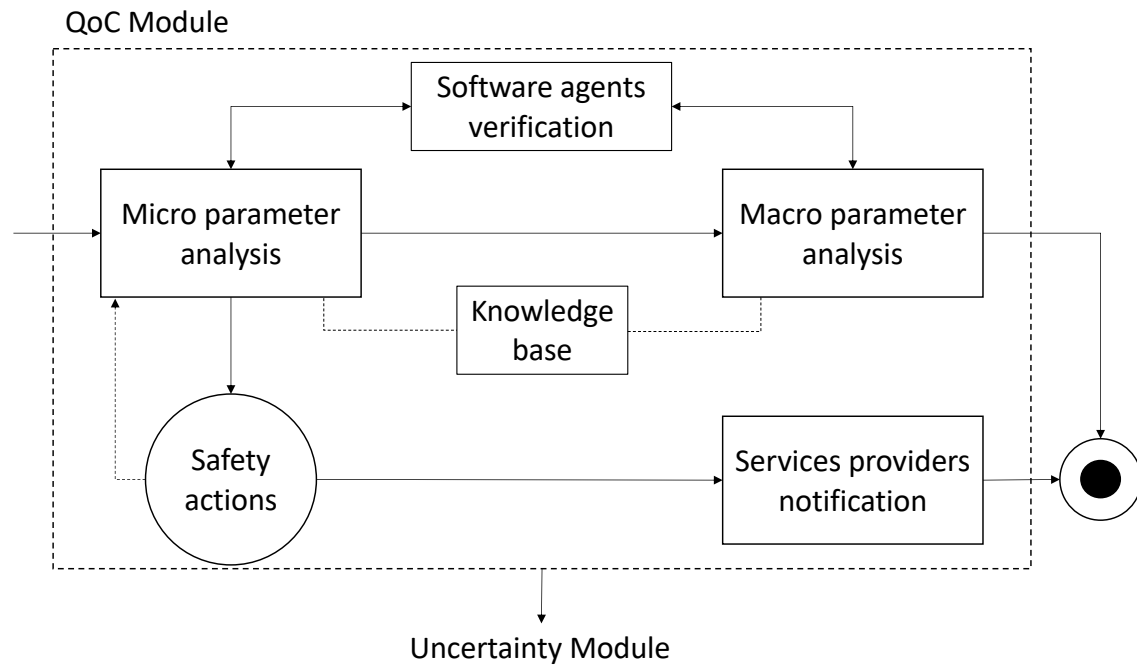 QoC Module
Software agents
verification
Micro parameter
analysis
Macro parameter
analysis
Knowledge
base
Safety
actions
Services providers
notification
Uncertainty Module